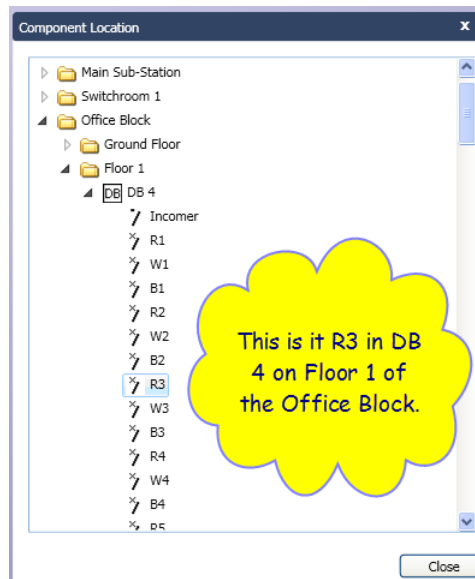 Component Location
x
Main Sub-Station
Switchroom 1
Office Block
Ground Floor
Floor 1
DB DB 4
Incomer
R1
W1
B1
R2
W2
B2
R3
W3
B3
R4
W4
B4
R5
This is it R3 in DB
4 on Floor 1 of
the Office Block.
Close